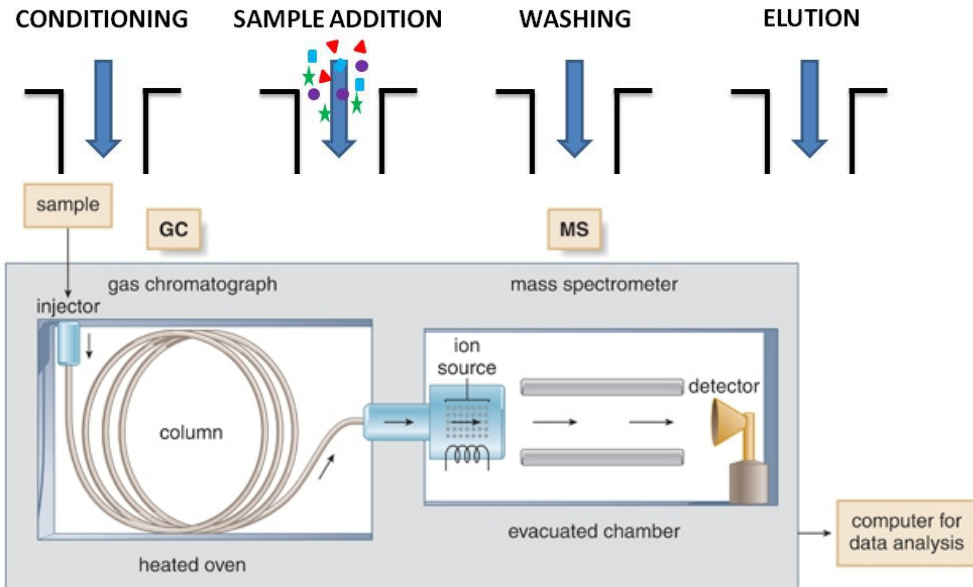 CONDITIONING
SAMPLE ADDITION
WASHING
ELUTION
sample
GC
MS
gas chromatograph
mass spectrometer
injector
ion
source
detector
column
evacuated chamber
computer for
data analysis
heated oven